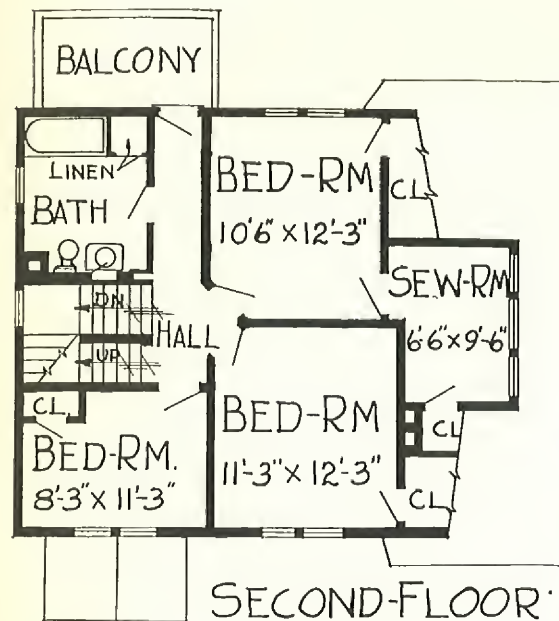 BALCONY
LINEN
BATH
BED-RM
10'6" X 12'-3"
CL
SEW-RM
6'6" X 9'-6"
DN
HALL
UP
CL.
BED-RM.
8'-3" X 11'-3"
BED-RM
11'-3" X 12'-3"
CL
CL
SECOND-FLOOR·